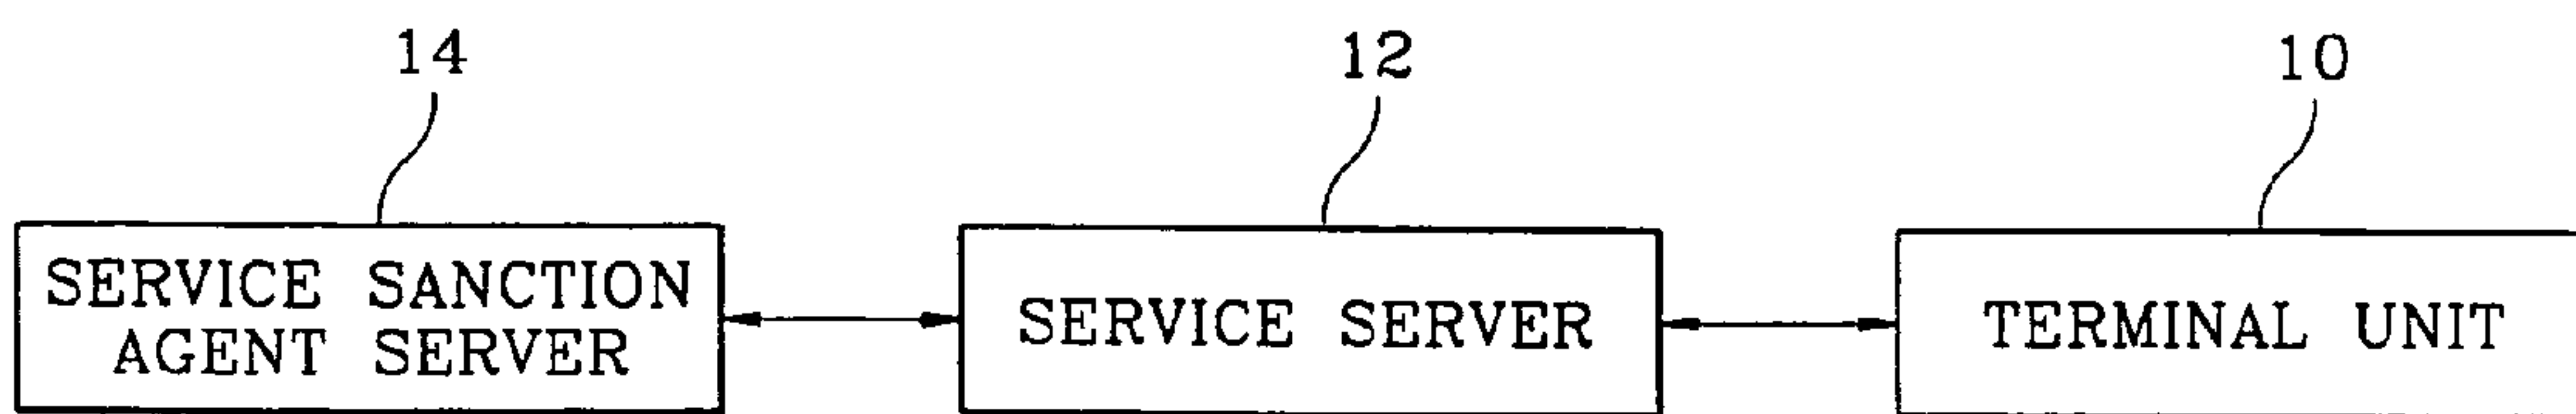 14
12
10
SERVICE SANCTION
AGENT SERVER
SERVICE SERVER
TERMINAL UNIT